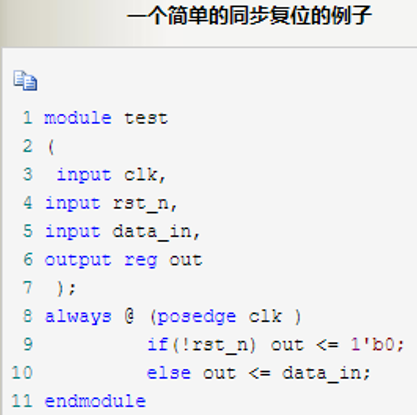 一个简单的同步复位的例子
1 module test
2 (
3 input clk,
4 input rst_n,
5 input data_in,
6 output reg out
7 );
8 always @ (posedge clk )
9 if(!rst_n) out <= 1'b0;
10 else out <= data_in;
11 endmodule